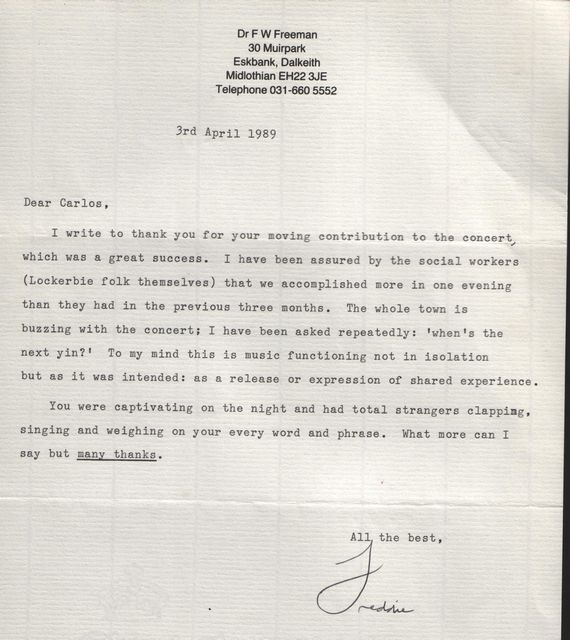 Dr F W Freeman
30 Muirpark
Eskbank, Dalkeith
Midlothian EH22 3JE
Telephone 031-660 5552
3rd April 1989
Dear Carlos,
I write to thank you for your moving contribution to the concert,
which was a great success. I have been assured by the social workers
(Lockerbie folk themselves) that we accomplished more in one evening
than they had in the previous three months. The whole town is
buzzing with the concert; I have been asked repeatedly: 'when's the
next yin?' To my mind this is music functioning not in isolation
but as it was intended: as a release or expression of shared experience.
You were captivating on the night and had total strangers clapping,
singing and weighing on your every word and phrase. What more can I
say but many thanks.
All the best,
Freddie